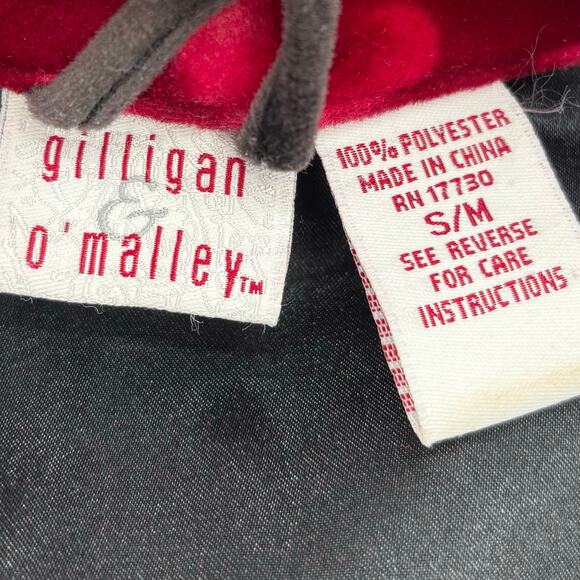 gilligan
&
o'malley™
100% POLYESTER
MADE IN CHINA
RN 17730
S/M
SEE REVERSE
FOR CARE
INSTRUCTIONS